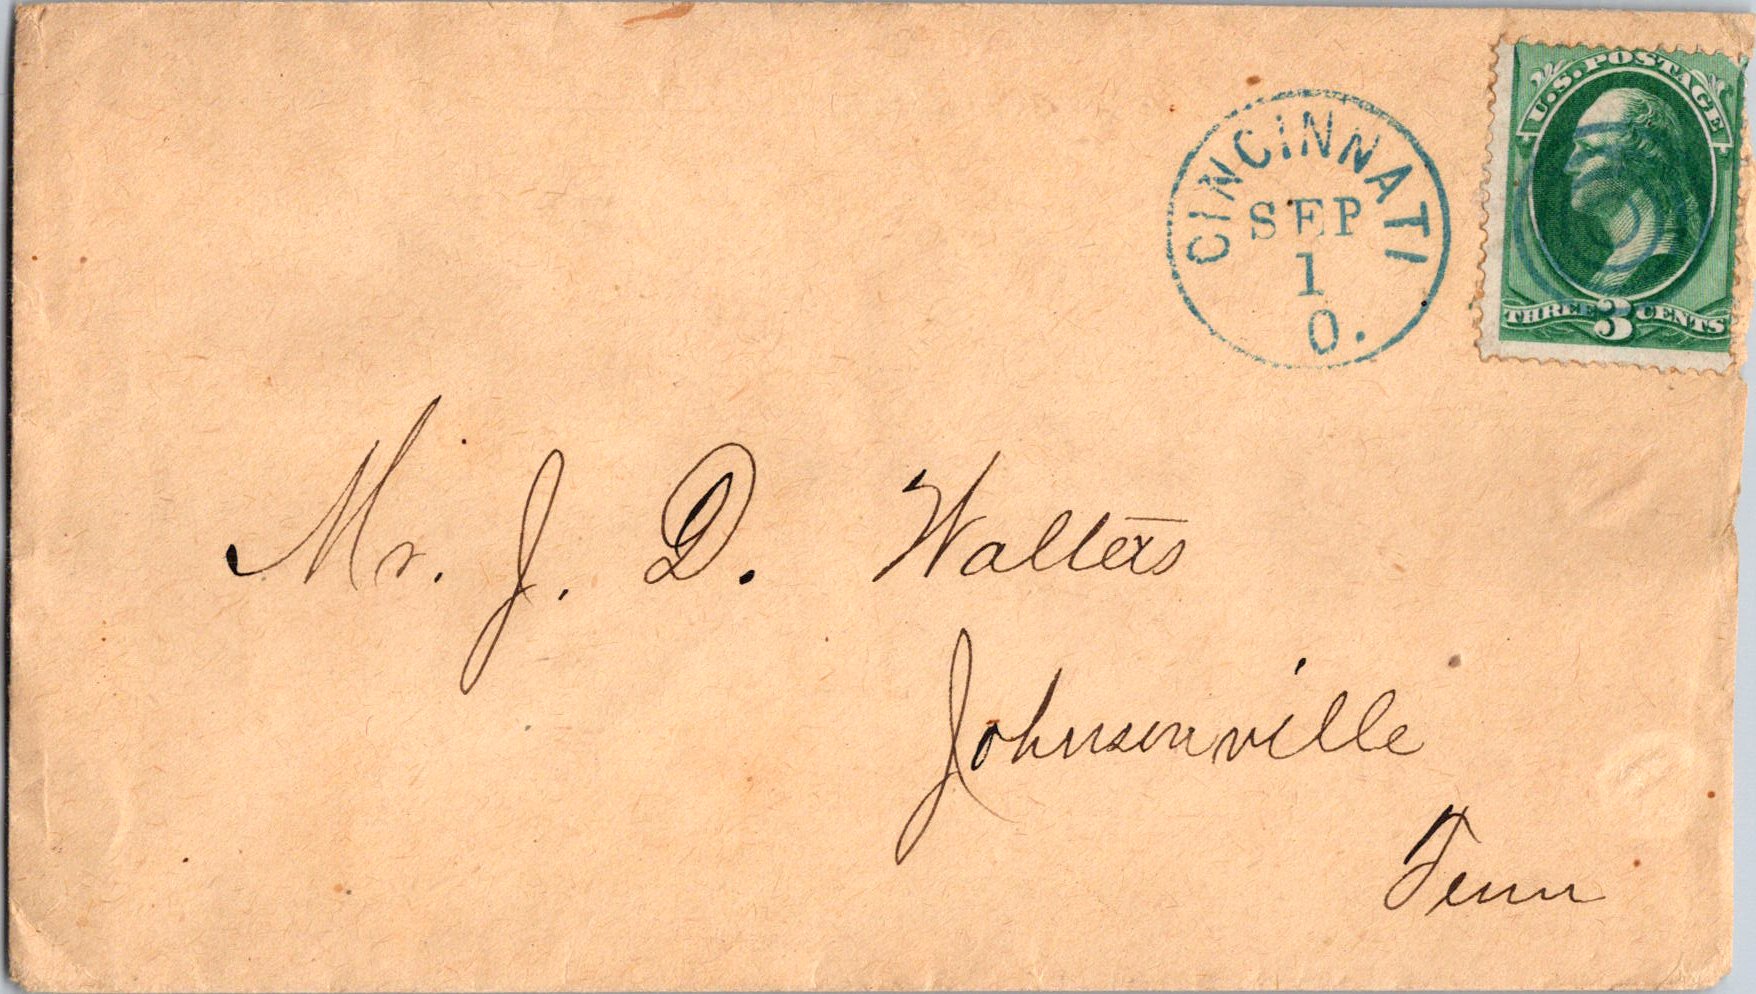 U.S. POSTAGE
THREE 3 CENTS
CINCINNATI
SEP
1
O.
Mr. J. D. Walters
Johnsonville
Tenn